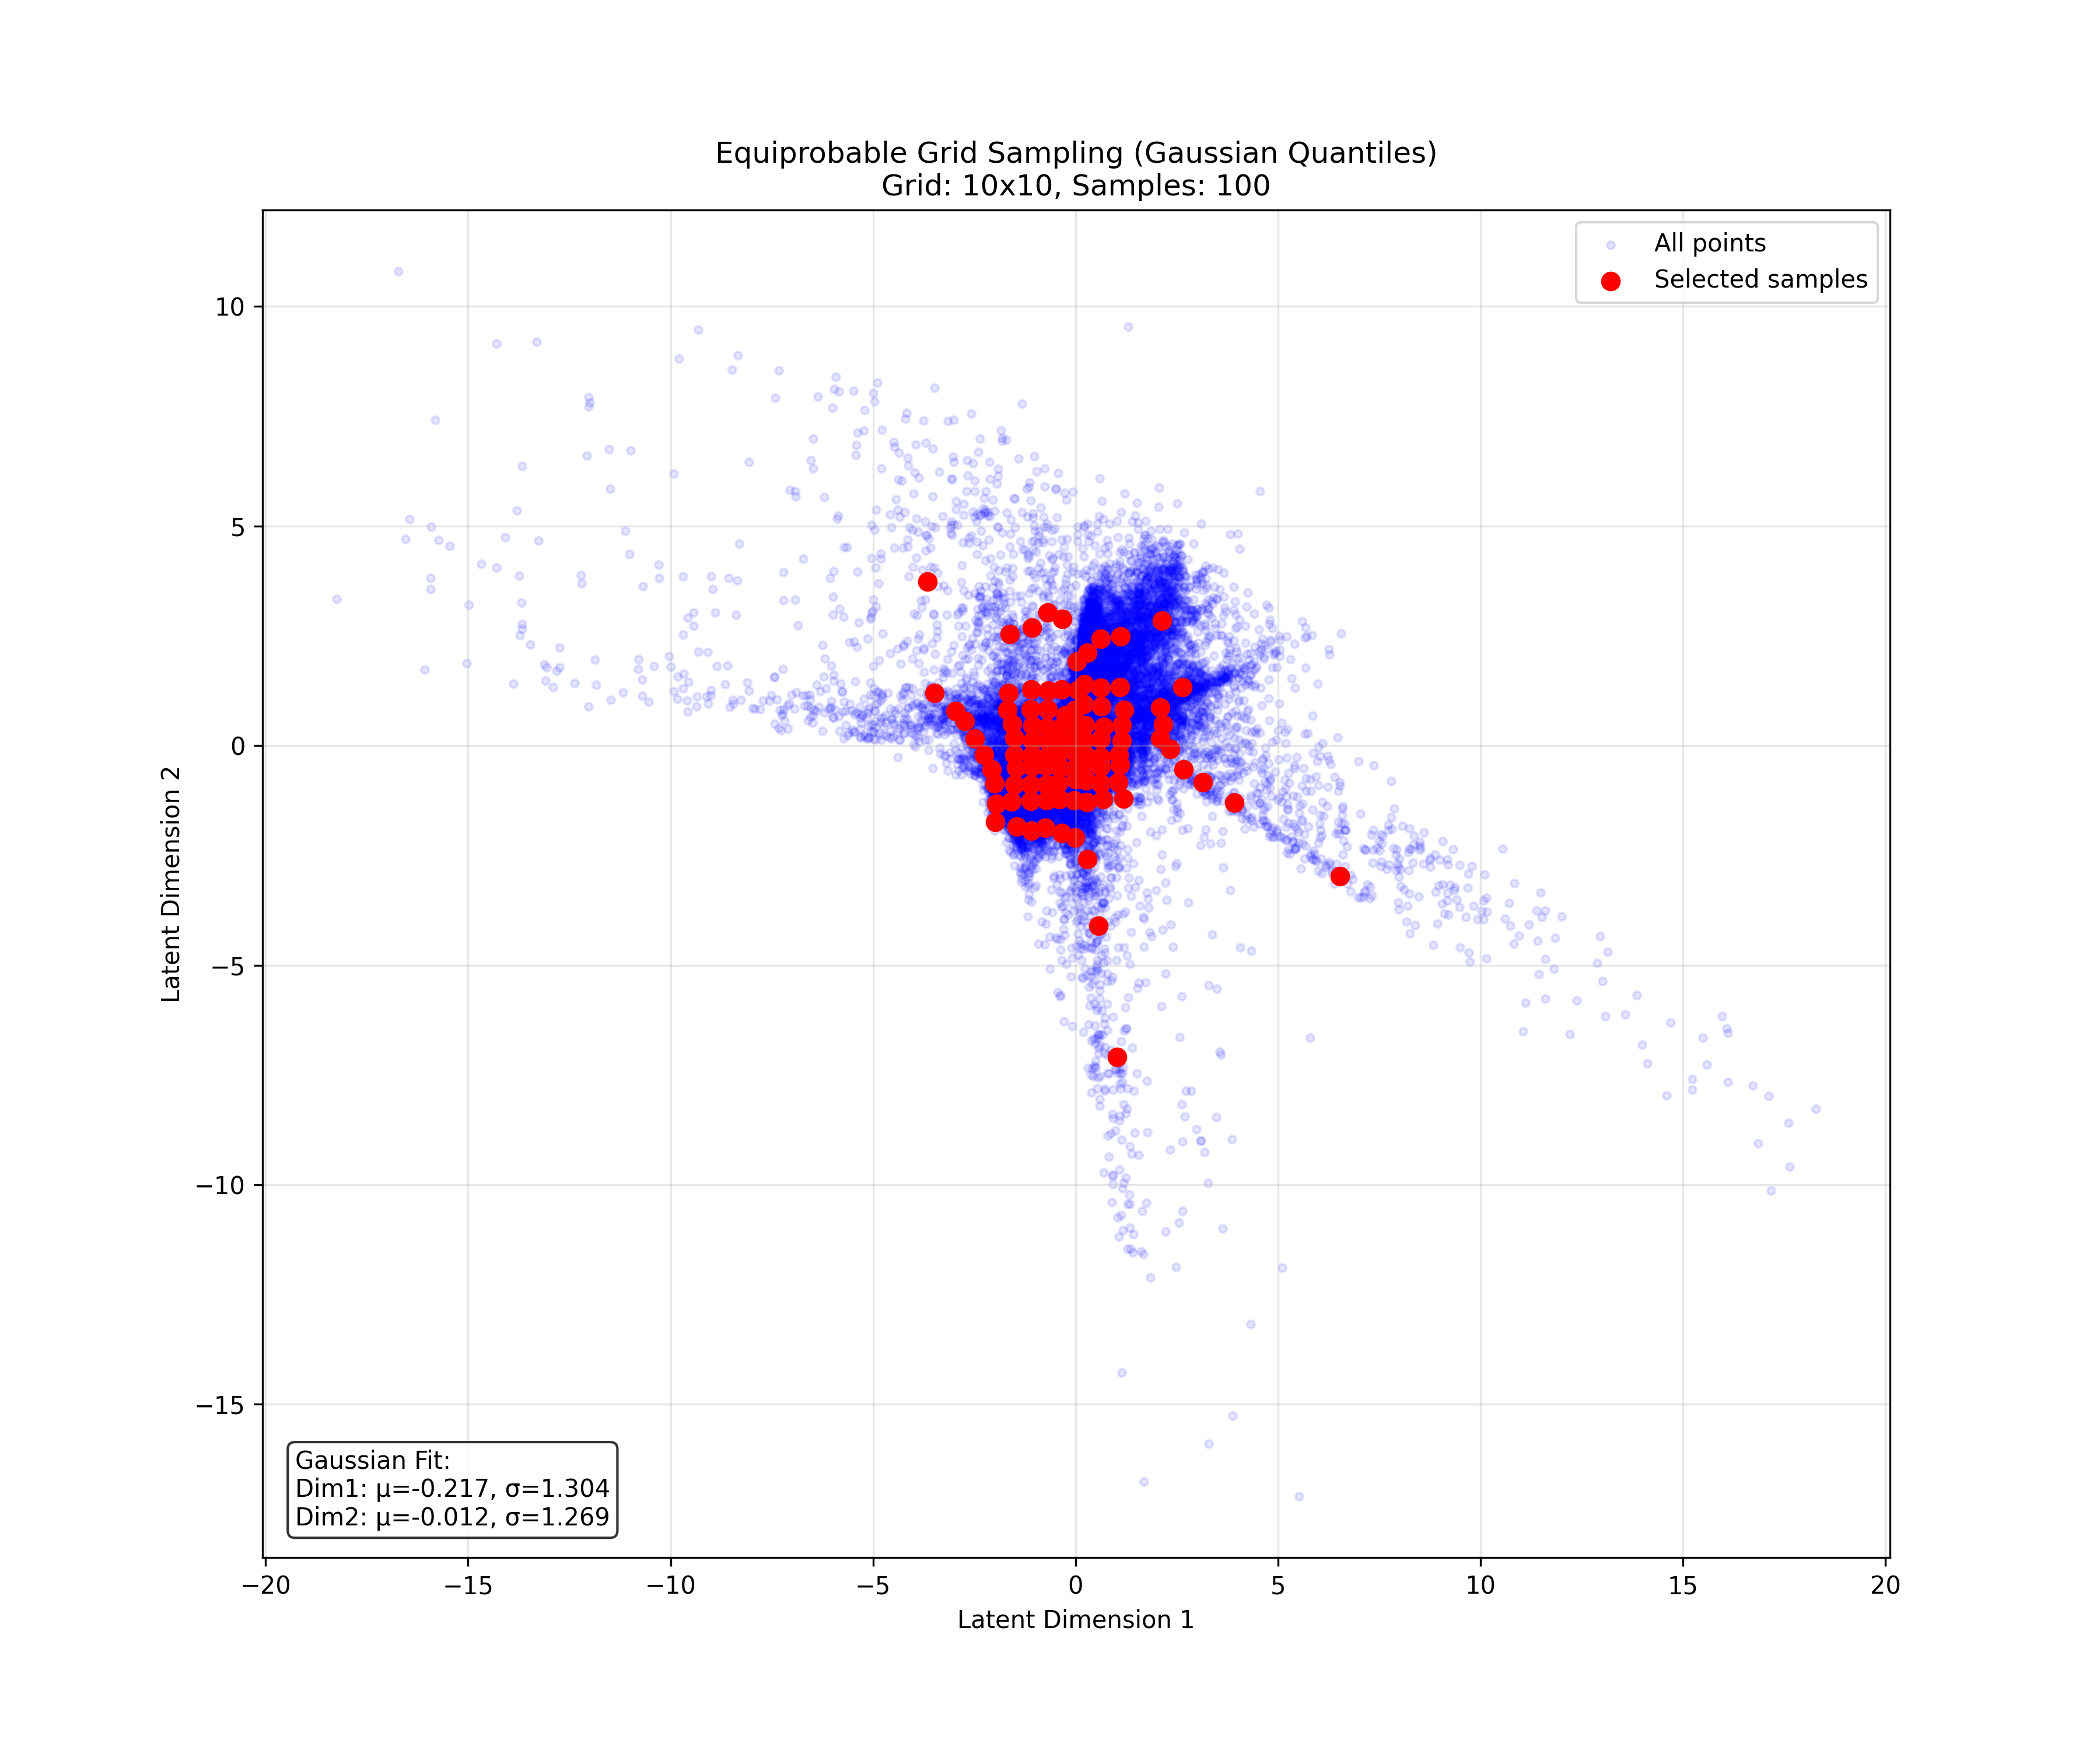 Equiprobable Grid Sampling (Gaussian Quantiles)
Grid: 10x10, Samples: 100
All points
Selected samples
10
5
0
−5
−10
−15
Latent Dimension 2
Gaussian Fit:
Dim1: μ=-0.217, σ=1.304
Dim2: μ=-0.012, σ=1.269
−20 −15 −10 −5 0 5 10 15 20
Latent Dimension 1